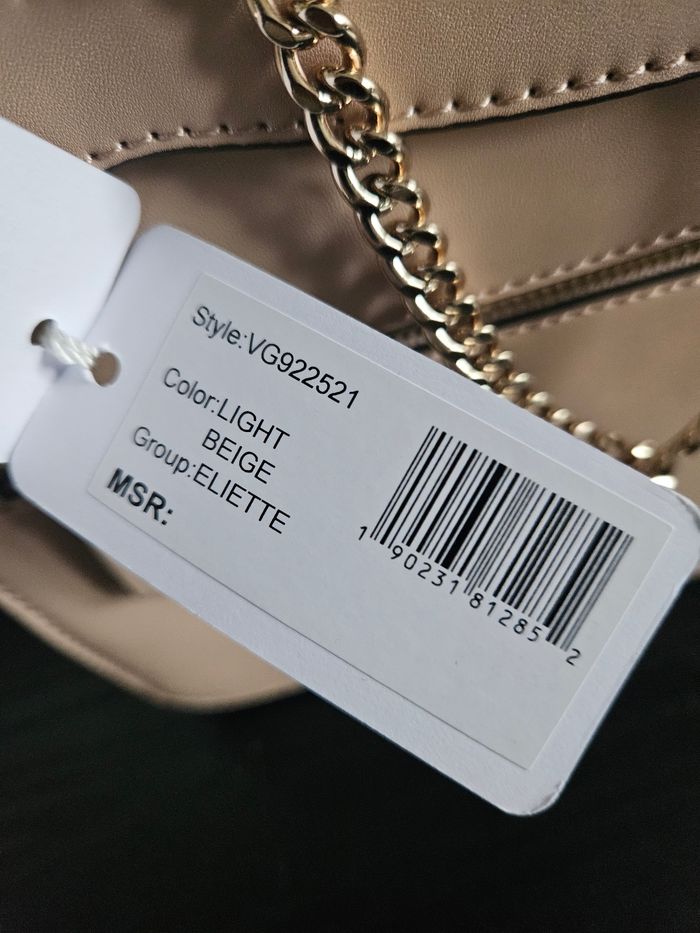 Style:VG922521
Color:LIGHT
BEIGE
Group:ELIETTE
MSR:
1 90231 81285 2